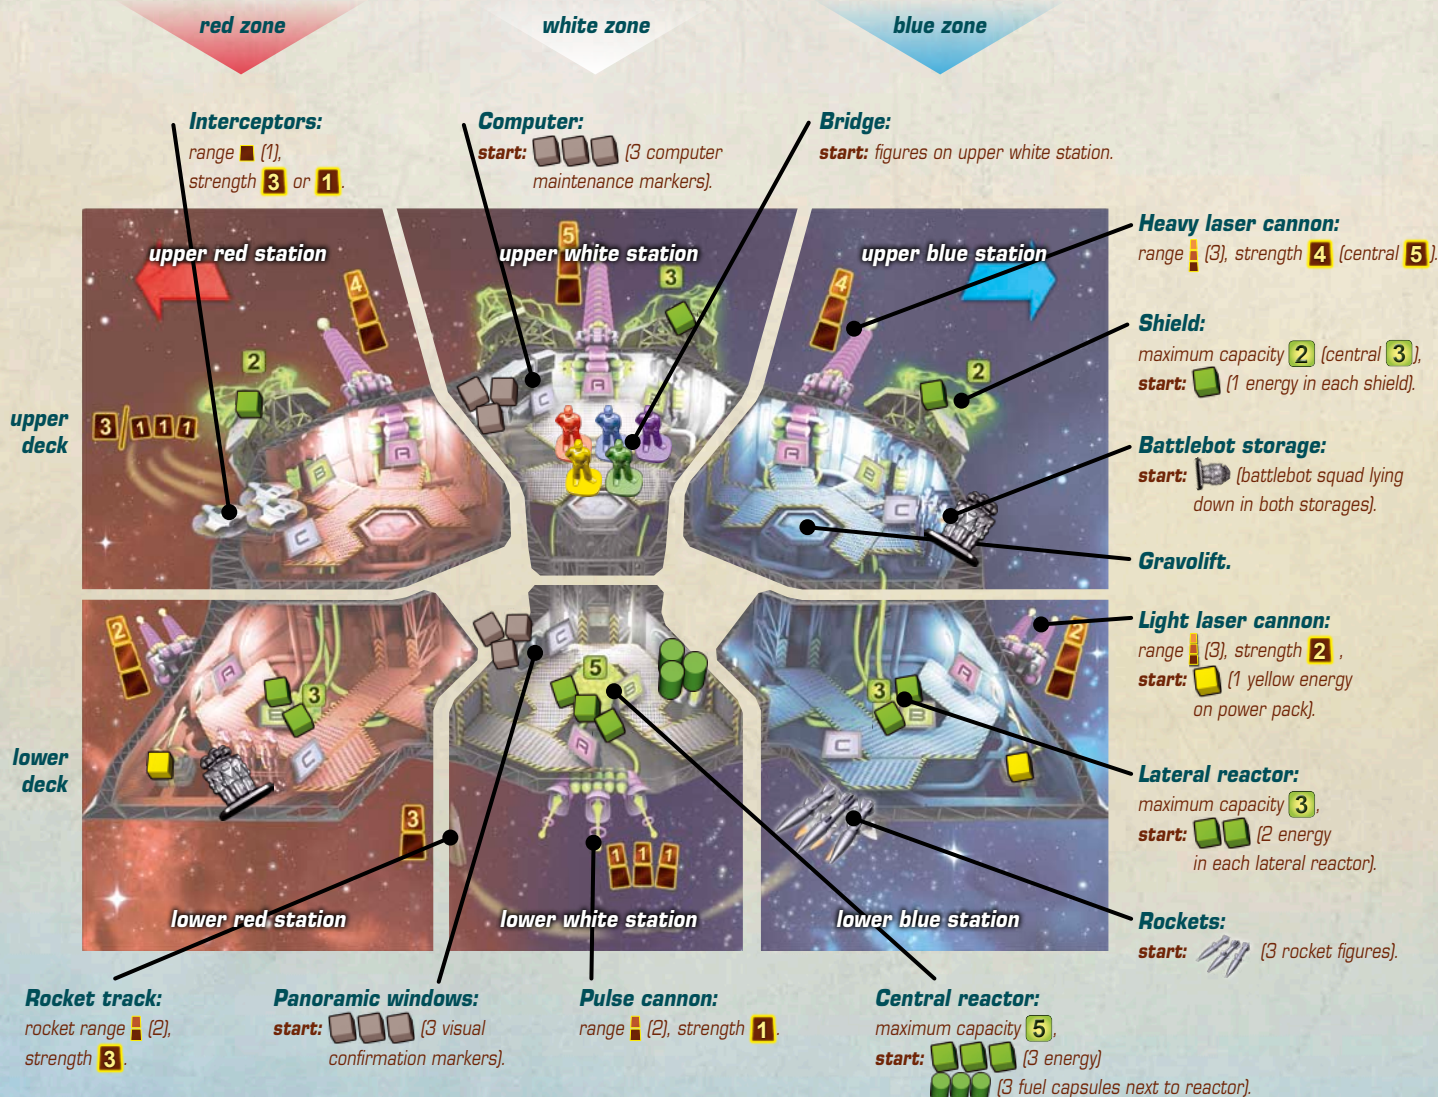 red zone
white zone
blue zone
Interceptors:
range (1),
strength 3 or 1.
Computer:
start: (3 computer
maintenance markers).
Bridge:
start: figures on upper white station.
Heavy laser cannon:
range (3), strength 4 (central 5).
Shield:
maximum capacity 2 (central 3),
start: (1 energy in each shield).
Battlebot storage:
start: (battlebot squad lying
down in both storages).
Gravolift.
Light laser cannon:
range (3), strength 2 ,
start: (1 yellow energy
on power pack).
Lateral reactor:
maximum capacity 3,
start: (2 energy
in each lateral reactor).
Rockets:
start: (3 rocket figures).
upper
deck
lower
deck
upper red station
4
2
3/111
A
B
C
upper white station
5
3
A
C
upper blue station
4
2
A
C
2
A
3
B
C
3
lower red station
C
5
B
A
1 1 1
lower white station
2
A
3
B
C
lower blue station
Rocket track:
rocket range (2),
strength 3.
Panoramic windows:
start: (3 visual
confirmation markers).
Pulse cannon:
range (2), strength 1.
Central reactor:
maximum capacity 5,
start: (3 energy)
(3 fuel capsules next to reactor).